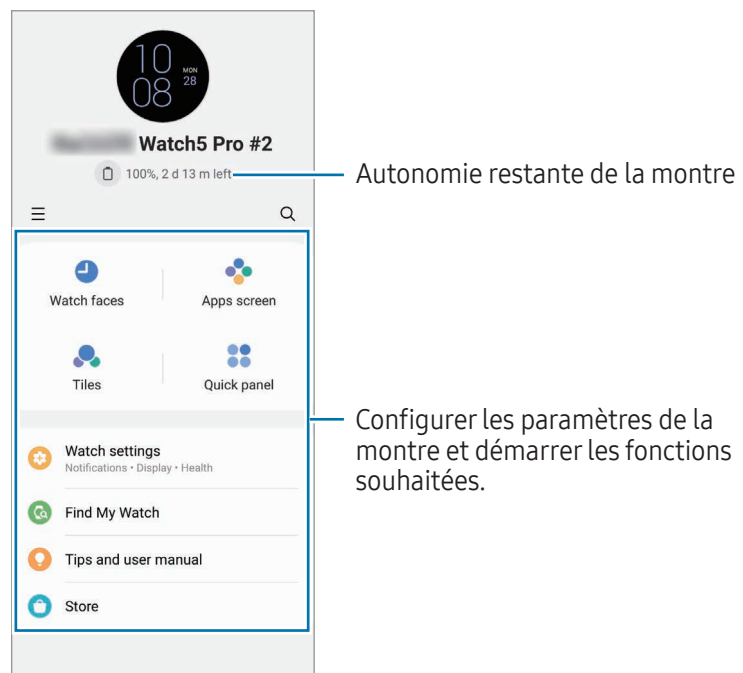 10
08
MON
28
Watch5 Pro #2
100%, 2 d 13 m left
Autonomie restante de la montre
Watch faces
Apps screen
Tiles
Quick panel
Configurer les paramètres de la
montre et démarrer les fonctions
souhaitées.
Watch settings
Notifications • Display • Health
Find My Watch
Tips and user manual
Store